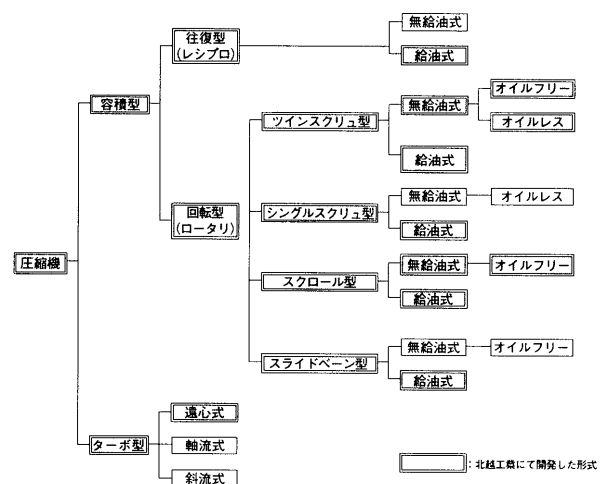 圧縮機
容積型
往復型
(レシプロ)
無給油式
給油式
回転型
(ロータリ)
ツインスクリュ型
無給油式
オイルフリー
オイルレス
給油式
シングルスクリュ型
無給油式
オイルレス
給油式
スクロール型
無給油式
オイルフリー
給油式
スライドベーン型
無給油式
オイルフリー
給油式
ターボ型
遠心式
軸流式
斜流式
:北越工業にて開発した形式